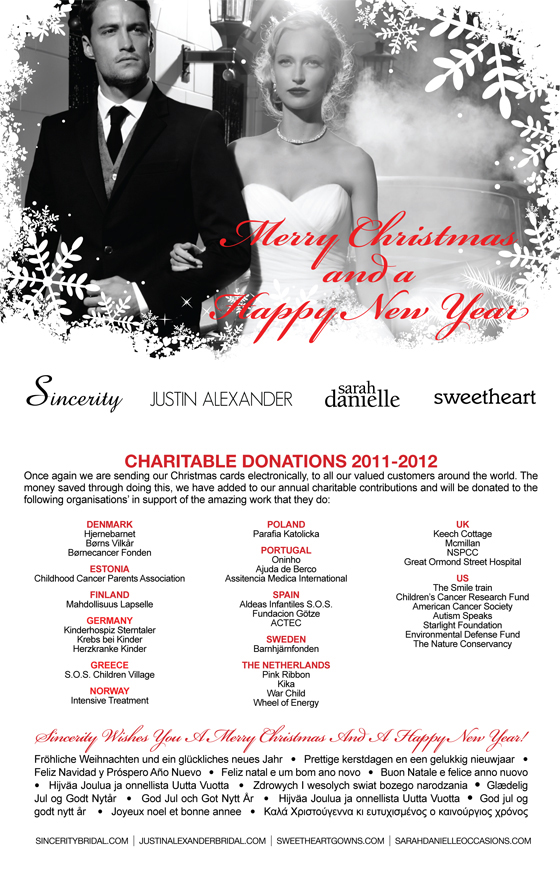 Merry Christmas
and a
Happy New Year
Sincerity JUSTIN ALEXANDER sarah danielle sweetheart
CHARITABLE DONATIONS 2011-2012
Once again we are sending our Christmas cards electronically, to all our valued customers around the world. The
money saved through doing this, we have added to our annual charitable contributions and will be donated to the
following organisations' in support of the amazing work that they do:
DENMARK
Hjernebarnet
Børns Vilkår
Børnecancer Fonden
ESTONIA
Childhood Cancer Parents Association
FINLAND
Mahdollisuus Lapselle
GERMANY
Kinderhospiz Sterntaler
Krebs bei Kinder
Herzkranke Kinder
GREECE
S.O.S. Children Village
NORWAY
Intensive Treatment
POLAND
Parafia Katolicka
PORTUGAL
Oninho
Ajuda de Berco
Assitencia Medica International
SPAIN
Aldeas Infantiles S.O.S.
Fundacion Götze
ACTEC
SWEDEN
Barnhjärnfonden
THE NETHERLANDS
Pink Ribbon
Kika
War Child
Wheel of Energy
UK
Keech Cottage
Mcmillan
NSPCC
Great Ormond Street Hospital
US
The Smile train
Children's Cancer Research Fund
American Cancer Society
Autism Speaks
Starlight Foundation
Environmental Defense Fund
The Nature Conservancy
Sincerity Wishes You A Merry Christmas And A Happy New Year!
Fröhliche Weihnachten und ein glückliches neues Jahr • Prettige kerstdagen en een gelukkig nieuwjaar •
Feliz Navidad y Próspero Año Nuevo • Feliz natal e um bom ano novo • Buon Natale e felice anno nuovo
• Hijväa Joulua ja onnellista Uutta Vuotta • Zdrowych I wesolych swiat bozego narodzania • Glædelig
Jul og Godt Nytår • God Jul och Got Nytt År • Hijväa Joulua ja onnellista Uutta Vuotta • God jul og
godt nytt år • Joyeux noel et bonne annee • Καλά Χριστούγεννα κι ευτυχισμένος ο καινούργιος χρόνος
SINCERITYBRIDAL.COM | JUSTINALEXANDERBRIDAL.COM | SWEETHEARTGOWNS.COM | SARAHDANIELLEOCCASIONS.COM